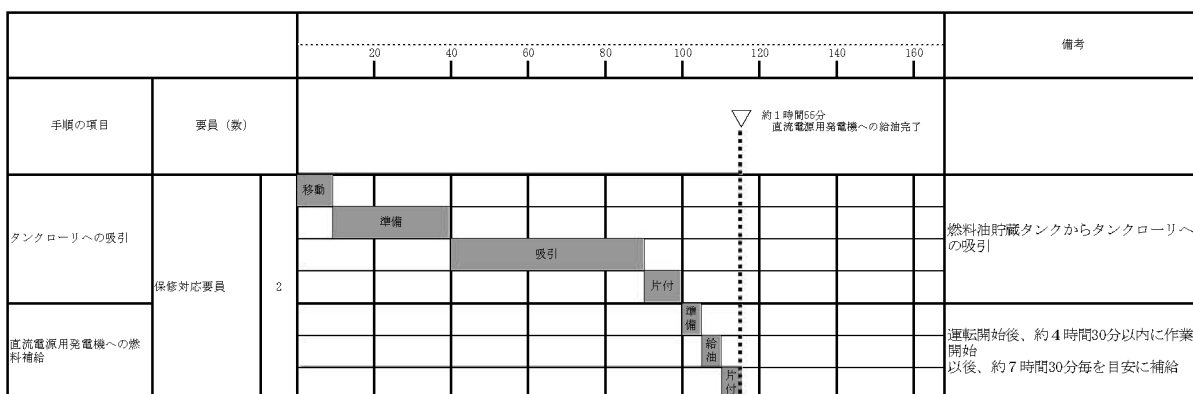 備考
20 40 60 80 100 120 140 160
手順の項目
要員（数）
約１時間55分
直流電源用発電機への給油完了
タンクローリへの吸引
保修対応要員
2
移動
準備
吸引
片付
燃料油貯蔵タンクからタンクローリへ
の吸引
直流電源用発電機への燃
料補給
準
備
給
油
片
付
運転開始後、約４時間30分以内に作業
開始
以後、約７時間30分毎を目安に補給